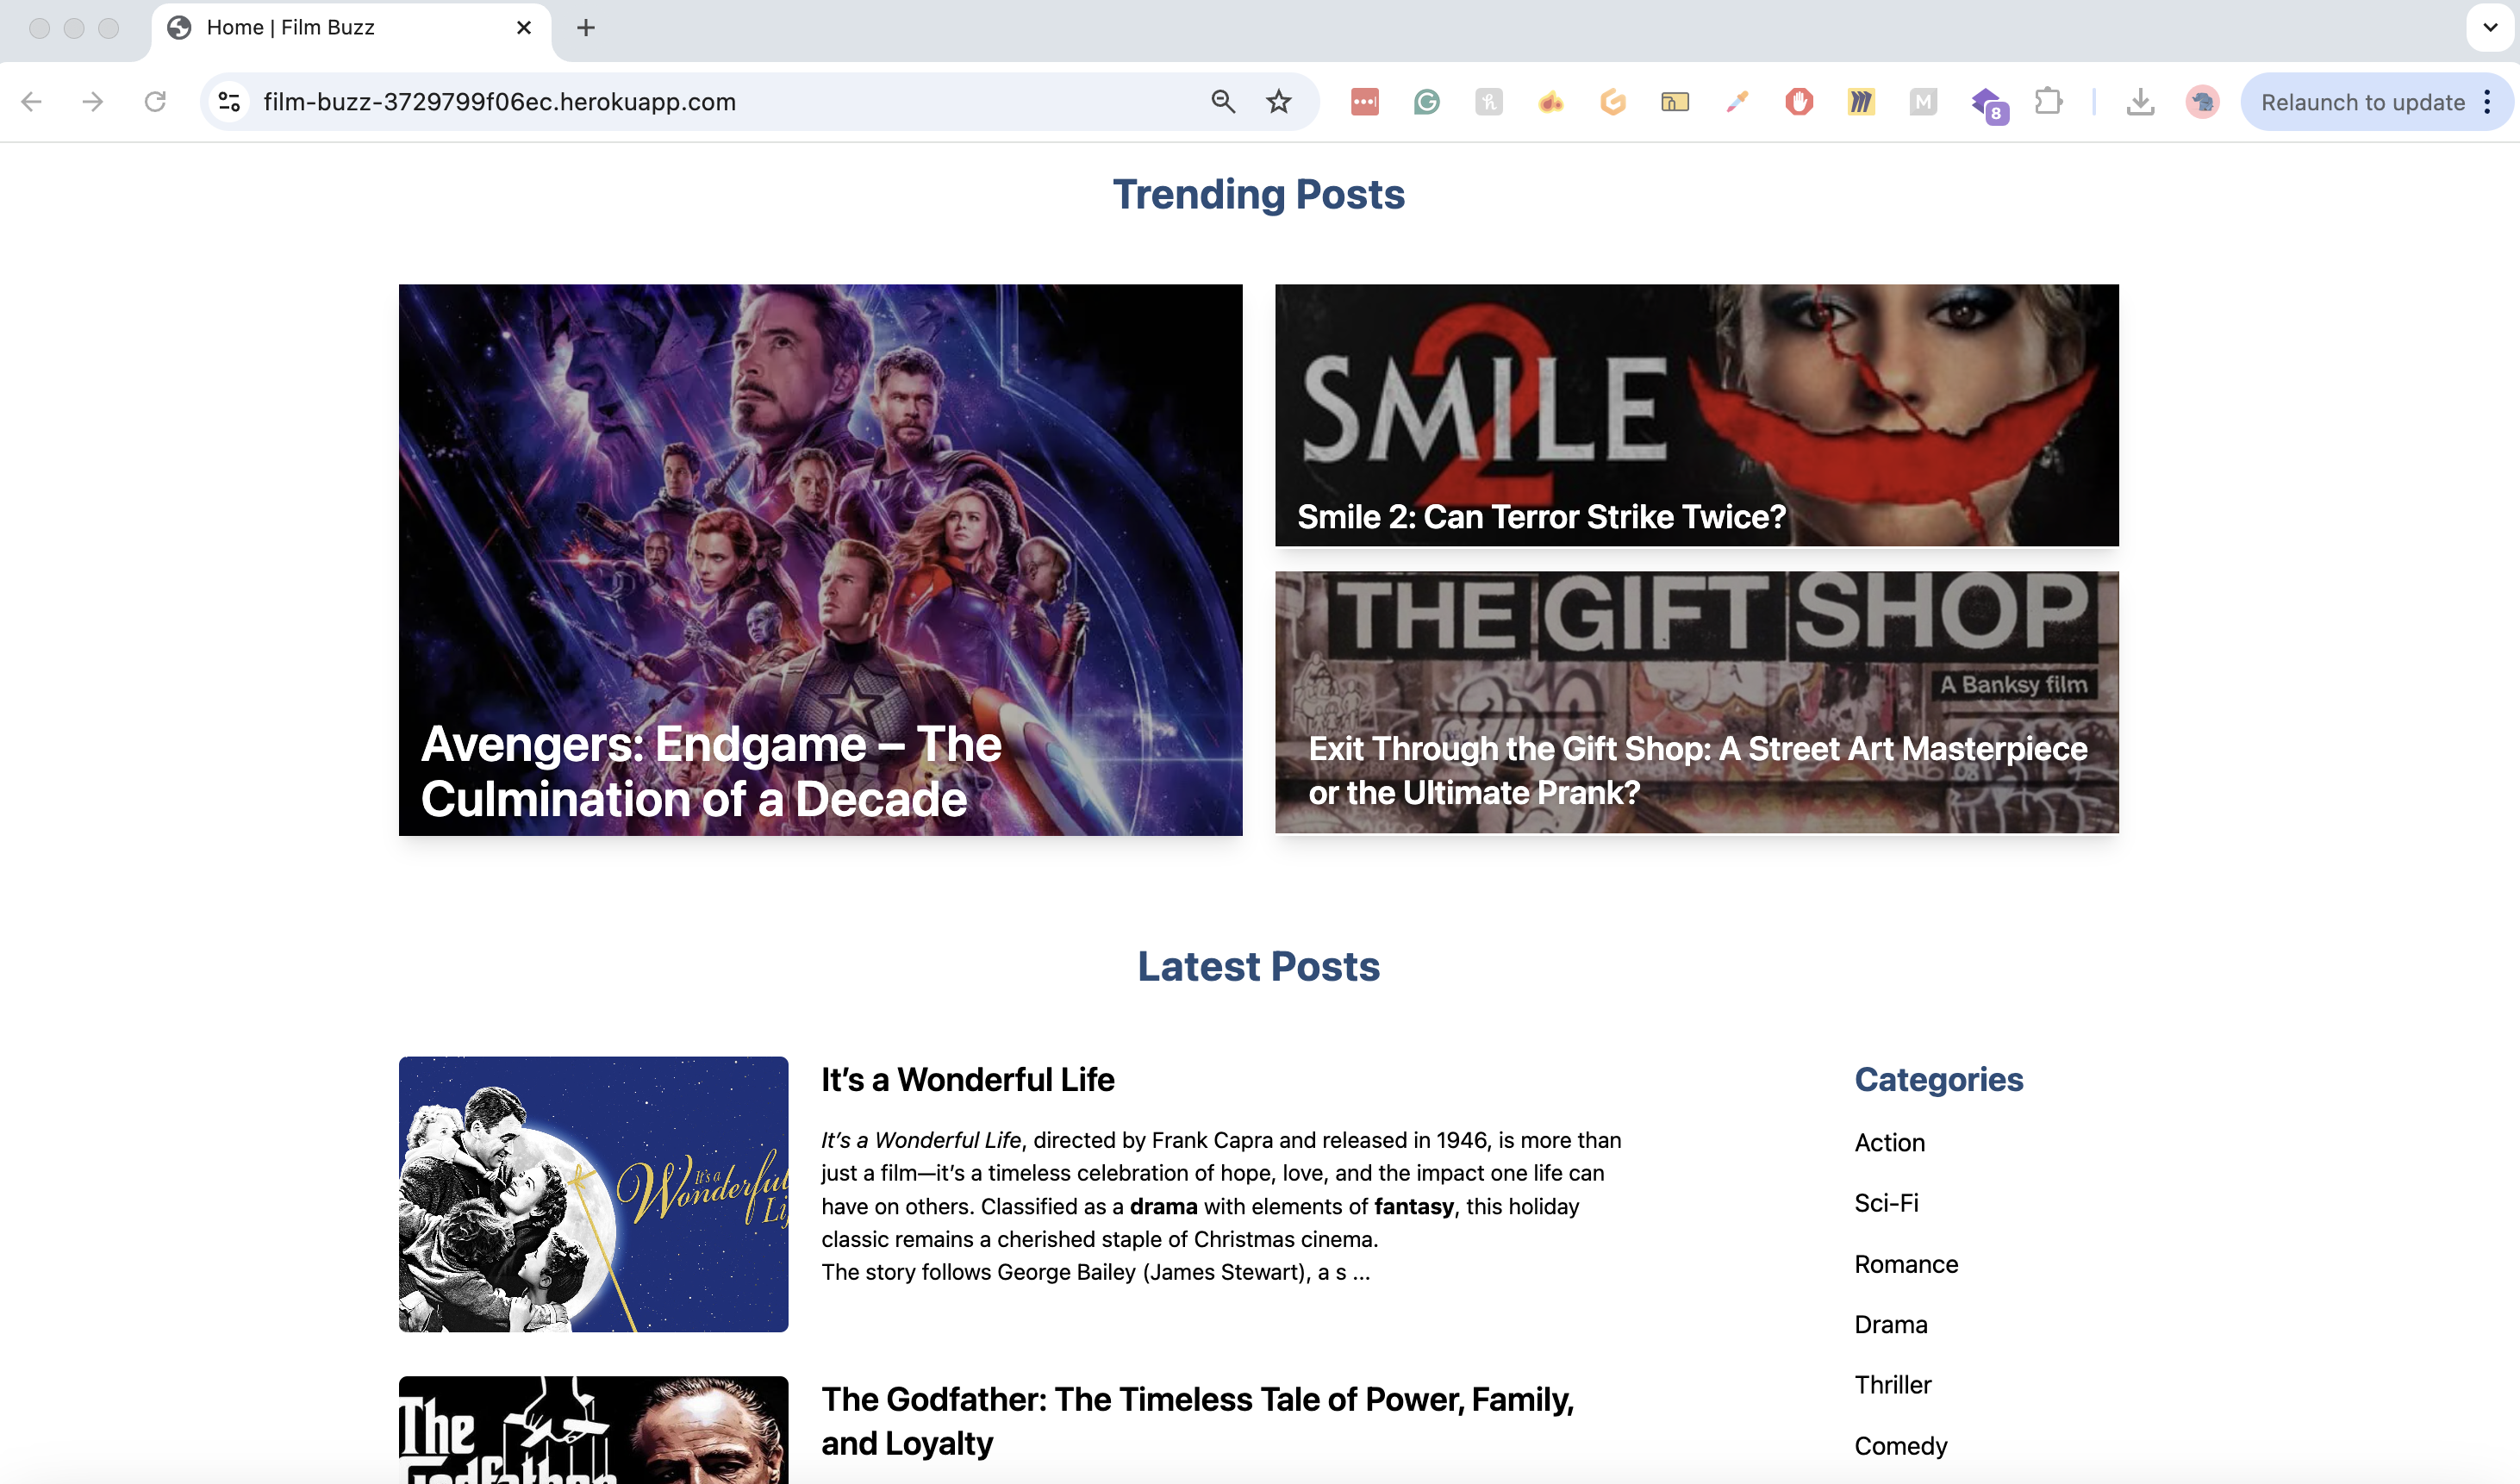 Home | Film Buzz
film-buzz-3729799f06ec.herokuapp.com
8
Relaunch to update
Trending Posts
SMILE
2
Smile 2: Can Terror Strike Twice?
THE GIFT SHOP
A Banksy film
Avengers: Endgame – The
Culmination of a Decade
Exit Through the Gift Shop: A Street Art Masterpiece
or the Ultimate Prank?
Latest Posts
It's a
Wonderful
It’s a Wonderful Life
It’s a Wonderful Life, directed by Frank Capra and released in 1946, is more than
just a film—it’s a timeless celebration of hope, love, and the impact one life can
have on others. Classified as a drama with elements of fantasy, this holiday
classic remains a cherished staple of Christmas cinema.
The story follows George Bailey (James Stewart), a s ...
Categories
Action
Sci-Fi
Romance
Drama
Thriller
Comedy
The
Godfather
The Godfather: The Timeless Tale of Power, Family,
and Loyalty